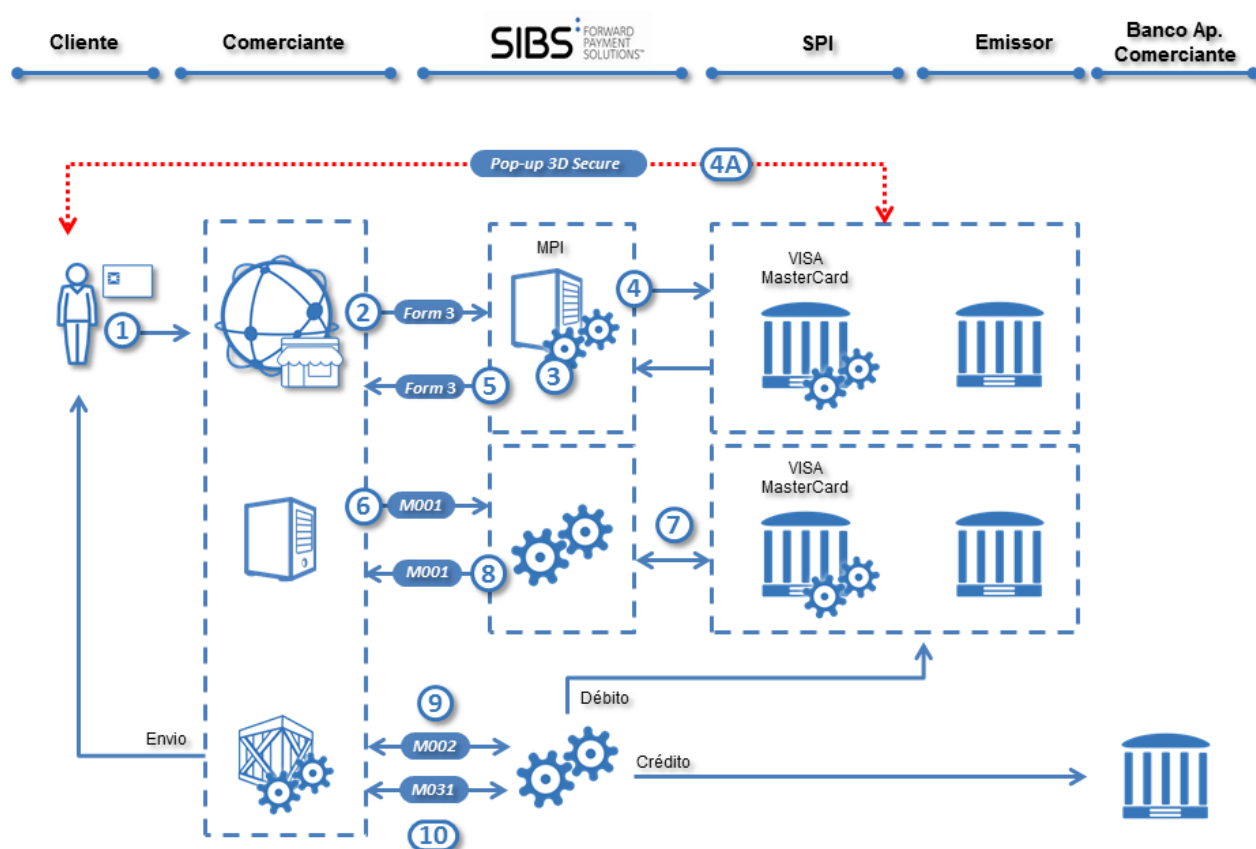 Cliente
Comerciante
SIBS FORWARD
PAYMENT
SOLUTIONS™
SPI
Emissor
Banco Ap.
Comerciante
Pop-up 3D Secure
4A
MPI
VISA
MasterCard
1
2
Form 3
4
3
Form 3
5
VISA
MasterCard
6
M001
7
M001
8
9
Débito
Envio
M002
Crédito
M031
10